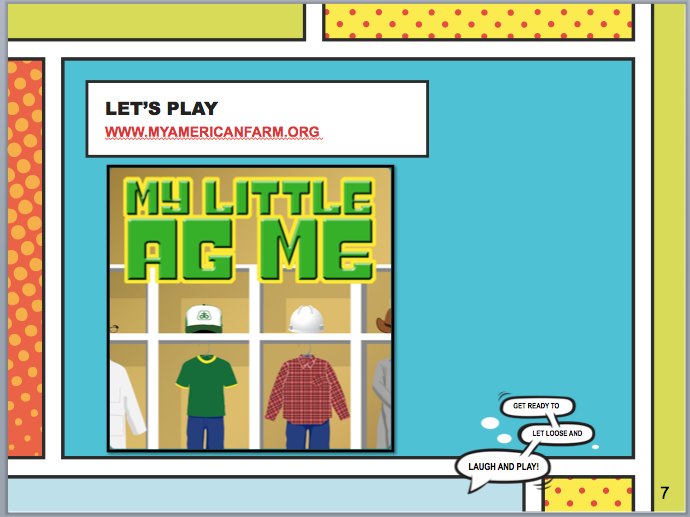 LET'S PLAY
WWW.MYAMERICANFARM.ORG
MY LITTLE
AG ME
GET READY TO
LET LOOSE AND
LAUGH AND PLAY!
7